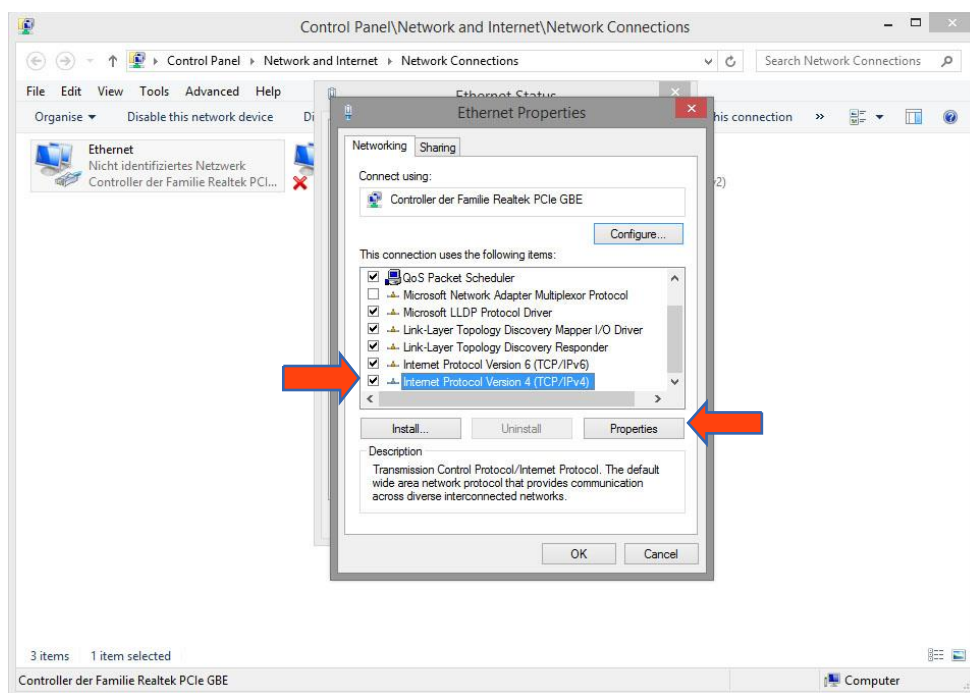 Control Panel\Network and Internet\Network Connections
Control Panel Network and Internet Network Connections
Search Network Connections
File Edit View Tools Advanced Help
Organise Disable this network device Di
his connection »
Ethernet
Nicht identifiziertes Netzwerk
Controller der Familie Realtek PCI...
v2)
Ethernet Status
Ethernet Properties
Networking Sharing
Connect using:
Controller der Familie Realtek PCIe GBE
Configure...
This connection uses the following items:
QoS Packet Scheduler
Microsoft Network Adapter Multiplexor Protocol
Microsoft LLDP Protocol Driver
Link-Layer Topology Discovery Mapper I/O Driver
Link-Layer Topology Discovery Responder
Internet Protocol Version 6 (TCP/IPv6)
Internet Protocol Version 4 (TCP/IPv4)
Install... Uninstall Properties
Description
Transmission Control Protocol/Internet Protocol. The default
wide area network protocol that provides communication
across diverse interconnected networks.
OK Cancel
3 items 1 item selected
Controller der Familie Realtek PCIe GBE
Computer